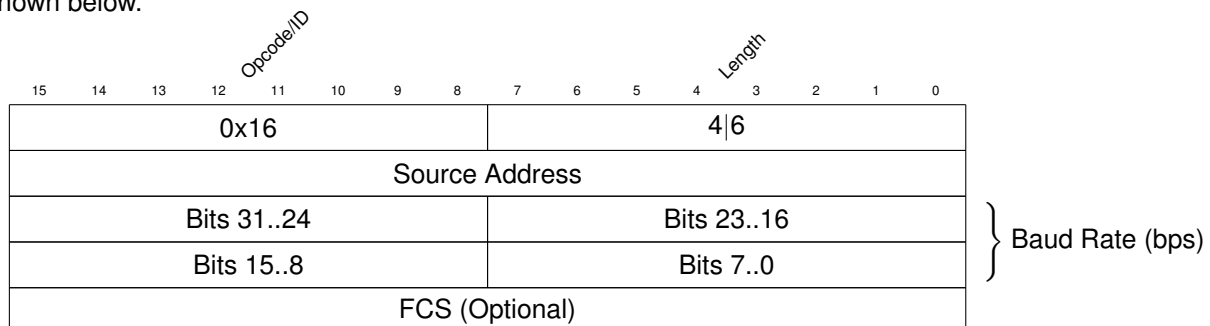 shown below.
Opcode/ID Length
15 14 13 12 11 10 9 8 7 6 5 4 3 2 1 0
0x16 4|6
Source Address
Bits 31..24 Bits 23..16
Baud Rate (bps)
Bits 15..8 Bits 7..0
FCS (Optional)